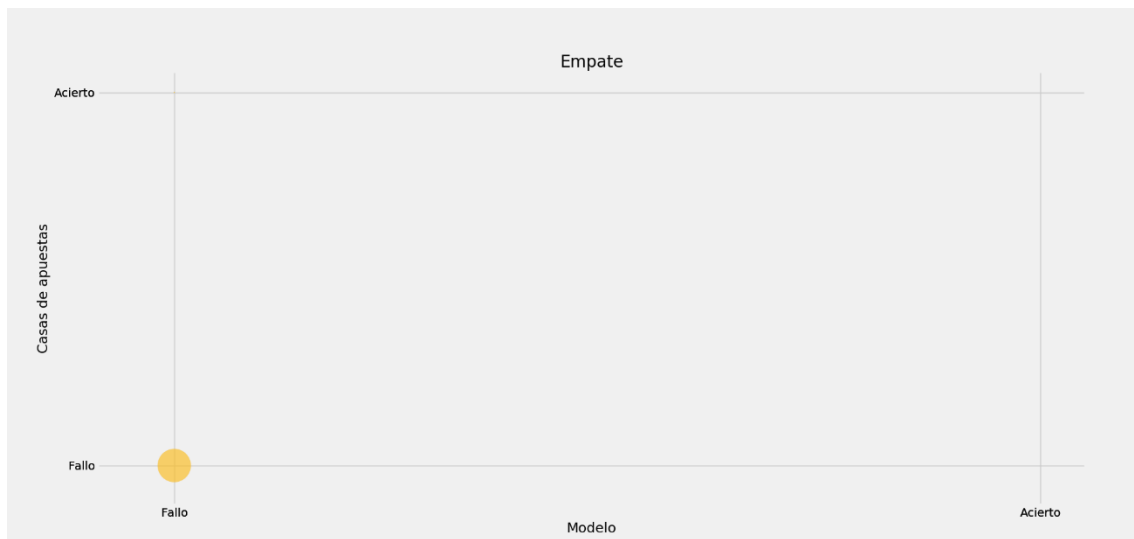 Empate
Acierto
Casas de apuestas
Fallo
Fallo
Acierto
Modelo